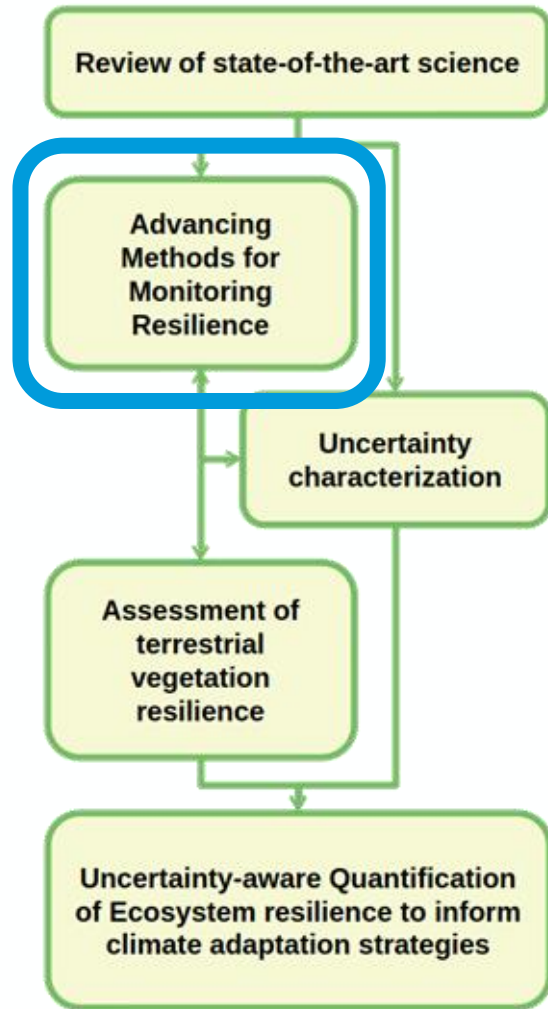 Review of state-of-the-art science
Advancing
Methods for
Monitoring
Resilience
Uncertainty
characterization
Assessment of
terrestrial
vegetation
resilience
Uncertainty-aware Quantification
of Ecosystem resilience to inform
climate adaptation strategies